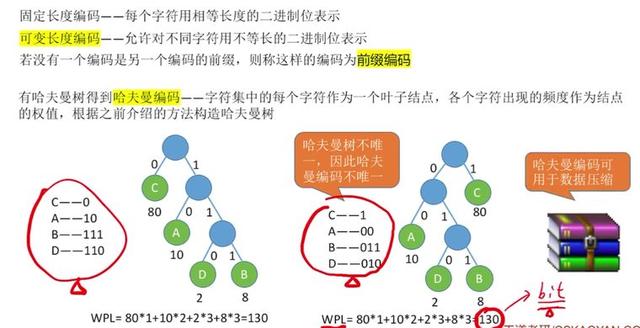 固定长度编码——每个字符用相等长度的二进制位表示
可变长度编码——允许对不同字符用不等长的二进制位表示
若没有一个编码是另一个编码的前缀，则称这样的编码为前缀编码
有哈夫曼树得到哈夫曼编码——字符集中的每个字符作为一个叶子结点，各个字符出现的频度作为结点
的权值，根据之前介绍的方法构造哈夫曼树
C——0
A——10
B——111
D——110
0 1
C
80
0 1
A
10
0 1
D B
2 8
WPL= 80*1+10*2+2*3+8*3=130
哈夫曼树不唯
一，因此哈夫
曼编码不唯一
C——1
A——00
B——011
D——010
0 1
C
80
0 1
A
10
0 1
D B
2 8
WPL= 80*1+10*2+2*3+8*3=130
哈夫曼编码可
用于数据压缩
bit